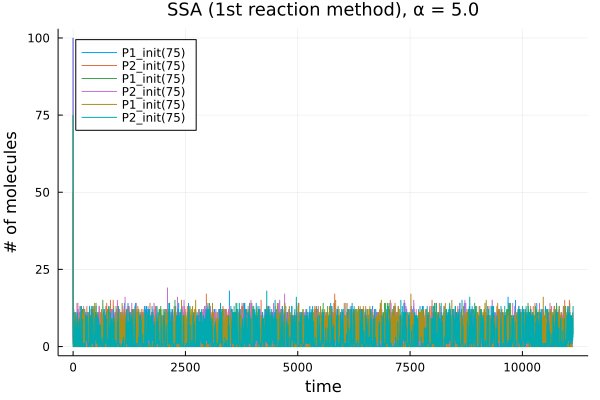 SSA (1st reaction method), α = 5.0
100
75
50
25
0
# of molecules
P1_init(75)
P2_init(75)
P1_init(75)
P2_init(75)
P1_init(75)
P2_init(75)
0
2500
5000
7500
10000
time